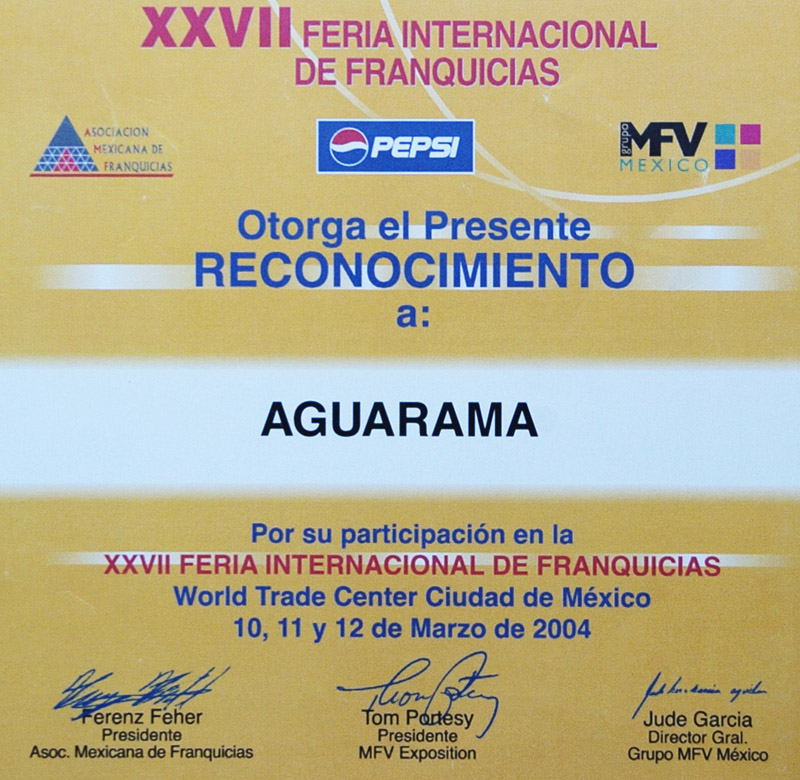 XXVII FERIA INTERNACIONAL
DE FRANQUICIAS
ASOCIACION
MEXICANA DE
FRANQUICIAS
PEPSI
grupo MFV
MEXICO
Otorga el Presente
RECONOCIMIENTO
a:
AGUARAMA
Por su participación en la
XXVII FERIA INTERNACIONAL DE FRANQUICIAS
World Trade Center Ciudad de México
10, 11 y 12 de Marzo de 2004
Ferenz Feher
Presidente
Asoc. Mexicana de Franquicias
Tom Portesy
Presidente
MFV Exposition
Jude Garcia
Director Gral.
Grupo MFV México